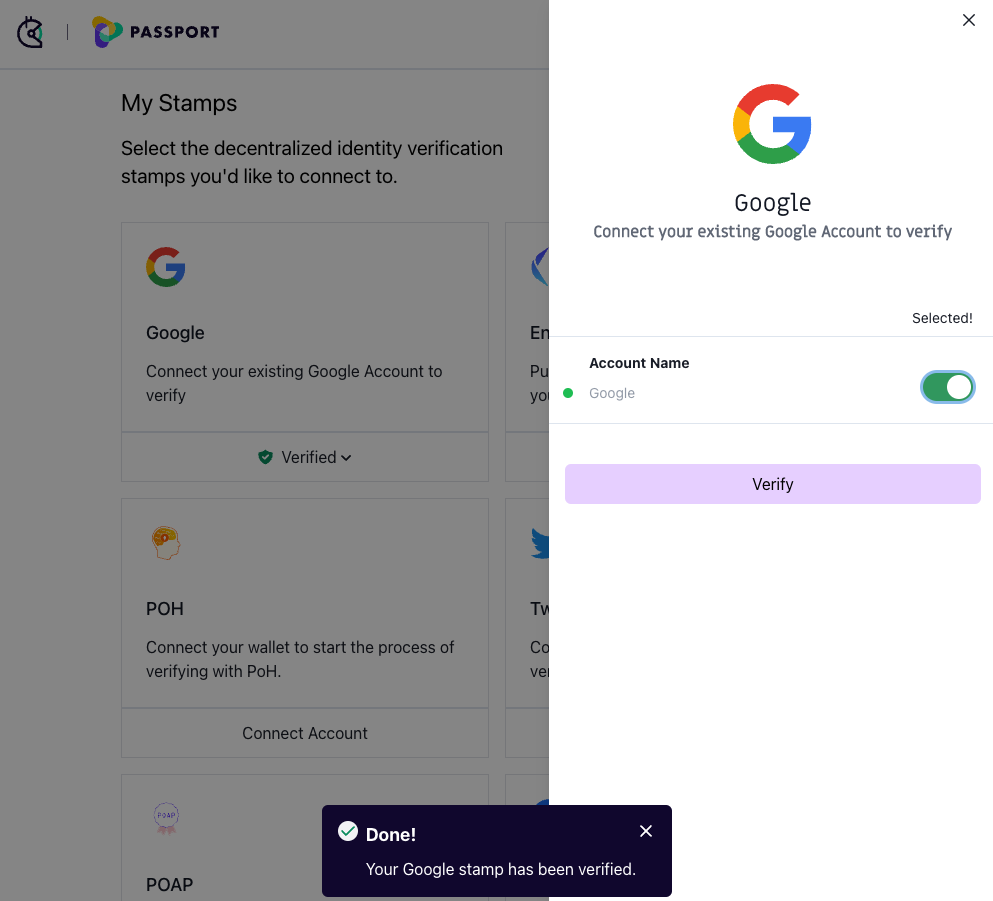 PASSPORT
My Stamps
Select the decentralized identity verification
stamps you'd like to connect to.
Google
Connect your existing Google Account to
verify
Verified
En
Pu
you
POH
Connect your wallet to start the process of
verifying with PoH.
Connect Account
Tw
Co
ver
POAP
POAP
Google
Connect your existing Google Account to verify
Selected!
Account Name
Google
Verify
Done!
Your Google stamp has been verified.